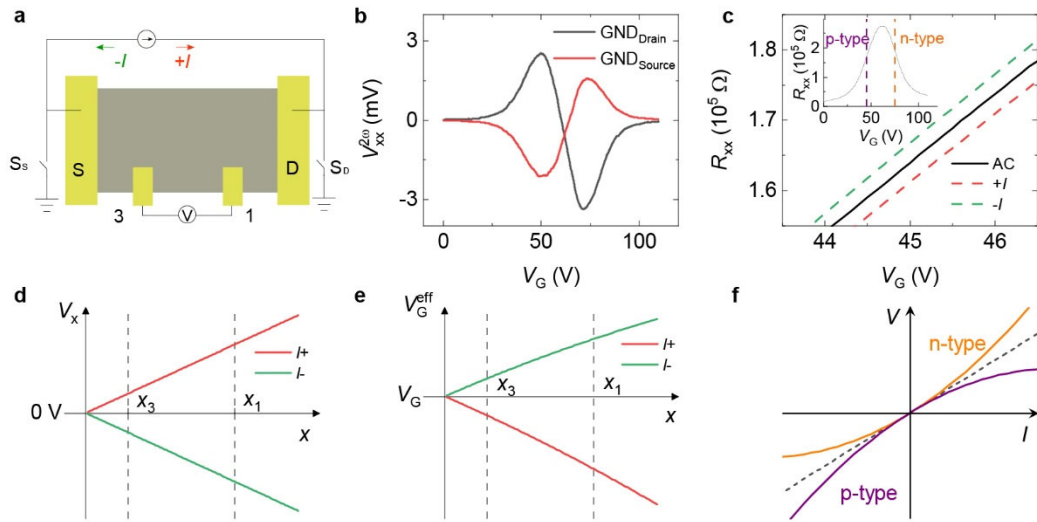 a
-I
+I
S_S
S
D
S_D
3
V
1
b
V_xx^2ω (mV)
3
0
-3
GND_Drain
GND_Source
0
50
100
V_G (V)
c
R_xx (10^5 Ω)
1.8
1.7
1.6
p-type
n-type
R_xx (10^5 Ω)
2
1
0
0
50
100
V_G (V)
AC
+I
-I
44
45
46
V_G (V)
d
V_x
I+
I-
0 V
x_3
x_1
x
e
V_G^eff
I+
I-
V_G
x_3
x_1
x
f
V
n-type
I
p-type